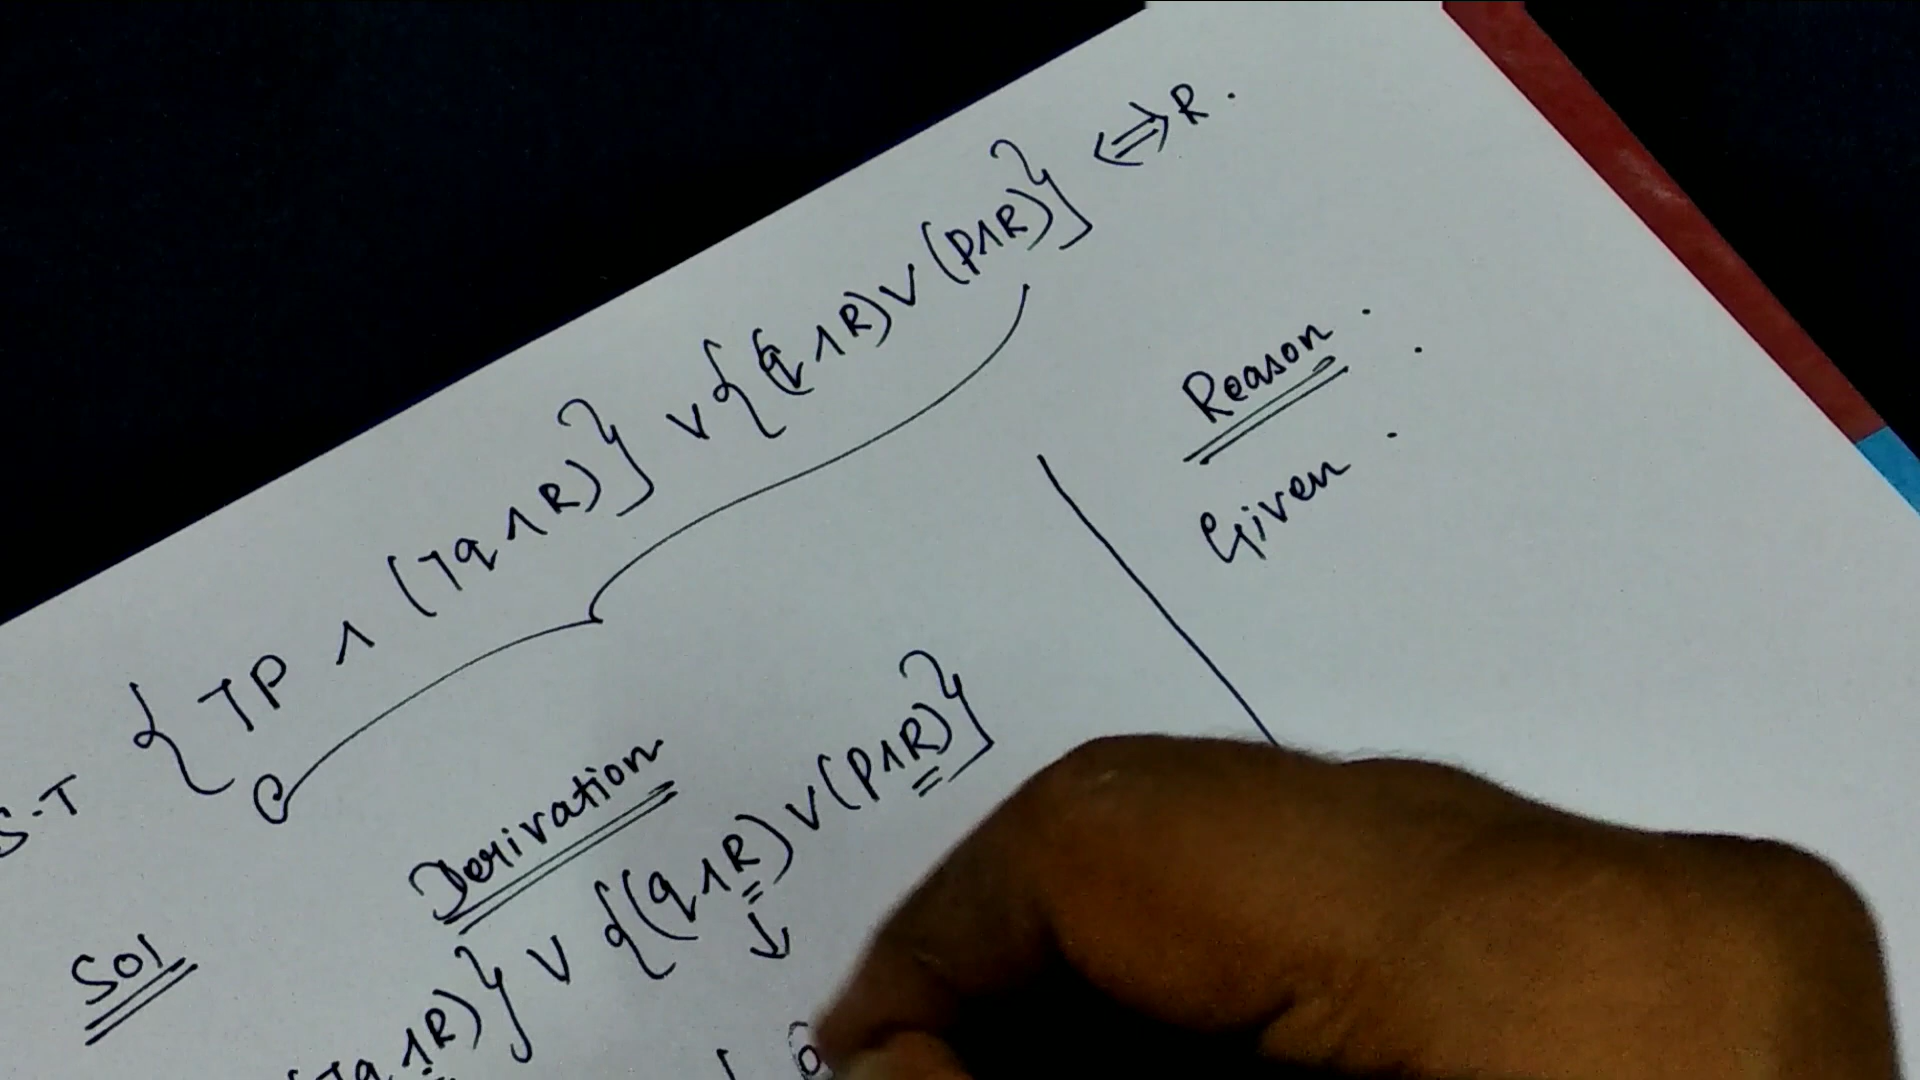 S.T {˥P ∧ (˥q ∧ R)} ∨ {(q ∧ R) ∨ (P ∧ R)} ⇔ R.
Sol
Derivation
Reason.
(˥q ∧ R)} ∨ {(q ∧ R) ∨ (P ∧ R)}
Given.